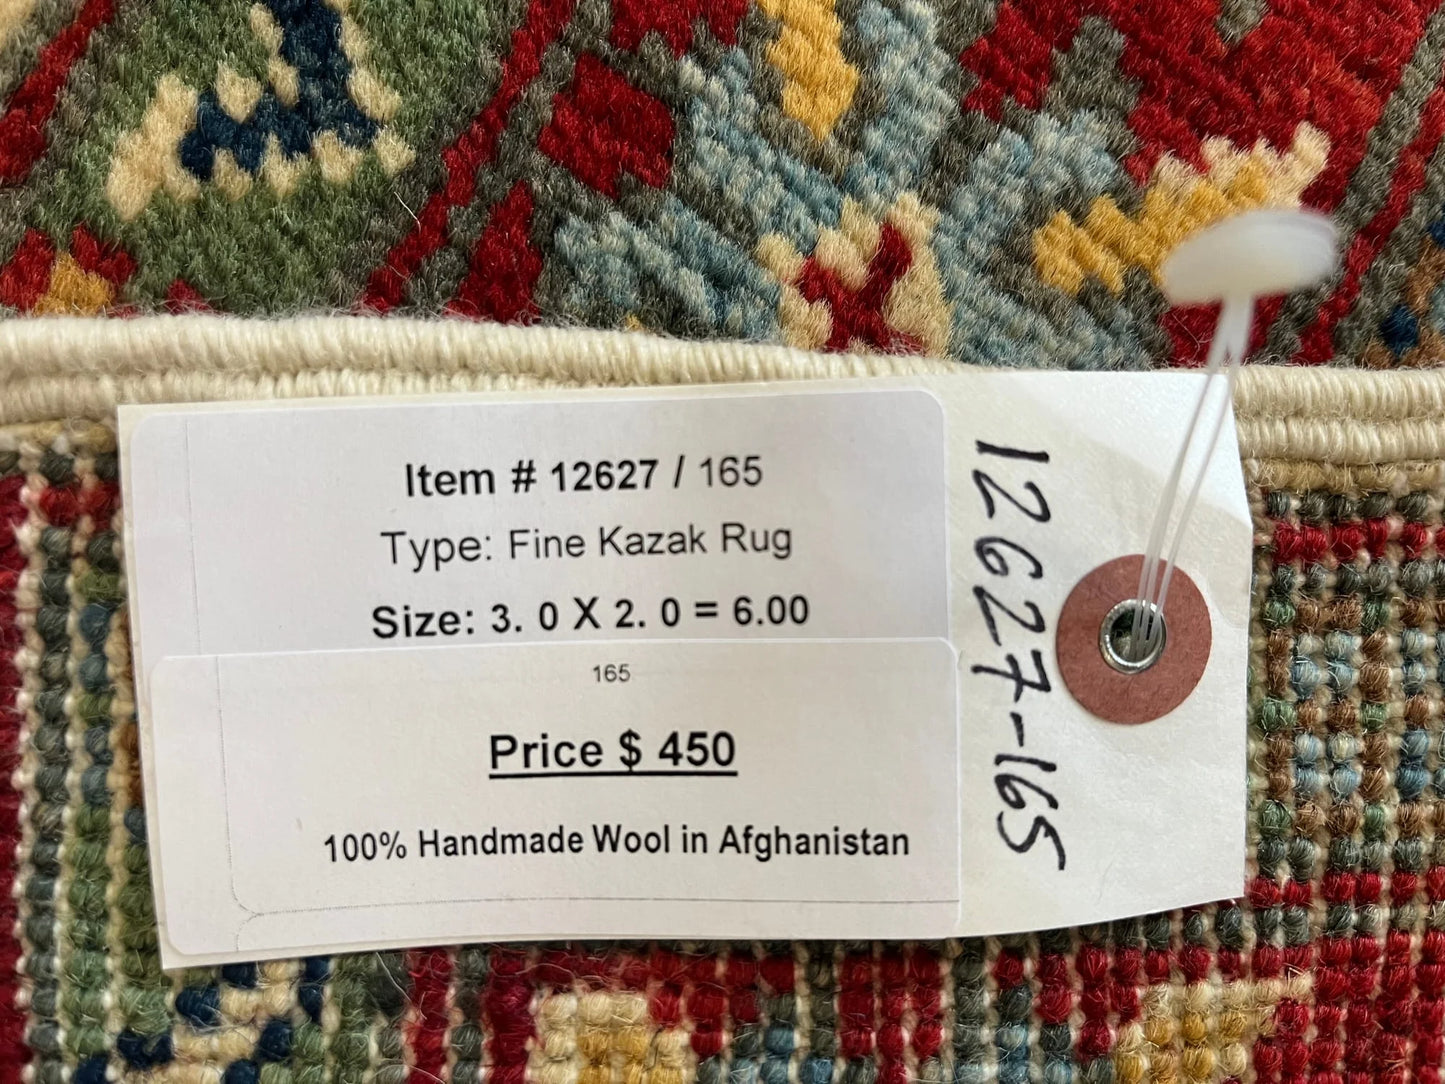 Item # 12627 / 165
Type: Fine Kazak Rug
Size: 3. 0 X 2. 0 = 6.00
165
Price $ 450
100% Handmade Wool in Afghanistan
12627-165